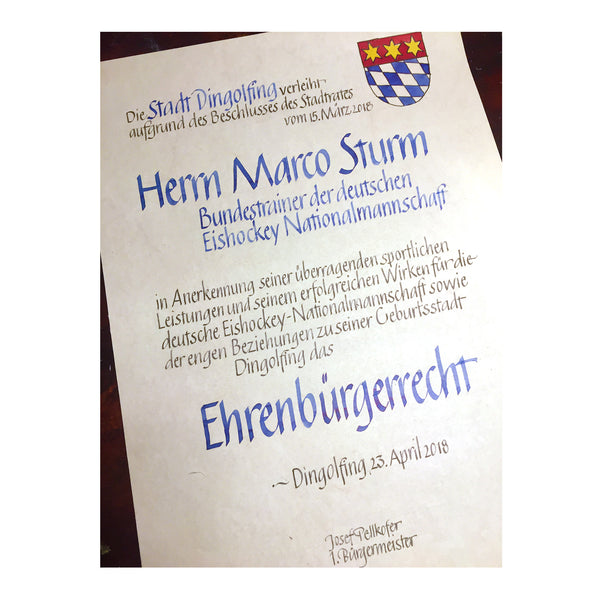 Die Stadt Dingolfing verleiht
aufgrund des Beschlusses des Stadtrates
vom 15. März 2018
Herrn Marco Sturm
Bundestrainer der deutschen
Eishockey Nationalmannschaft
in Anerkennung seiner überragenden sportlichen
Leistungen und seinem erfolgreichen Wirken für die
deutsche Eishockey-Nationalmannschaft sowie
der engen Beziehungen zu seiner Geburtsstadt
Dingolfing das
Ehrenbürgerrecht
.~ Dingolfing 23. April 2018
Josef Pellkofer
1. Bürgermeister